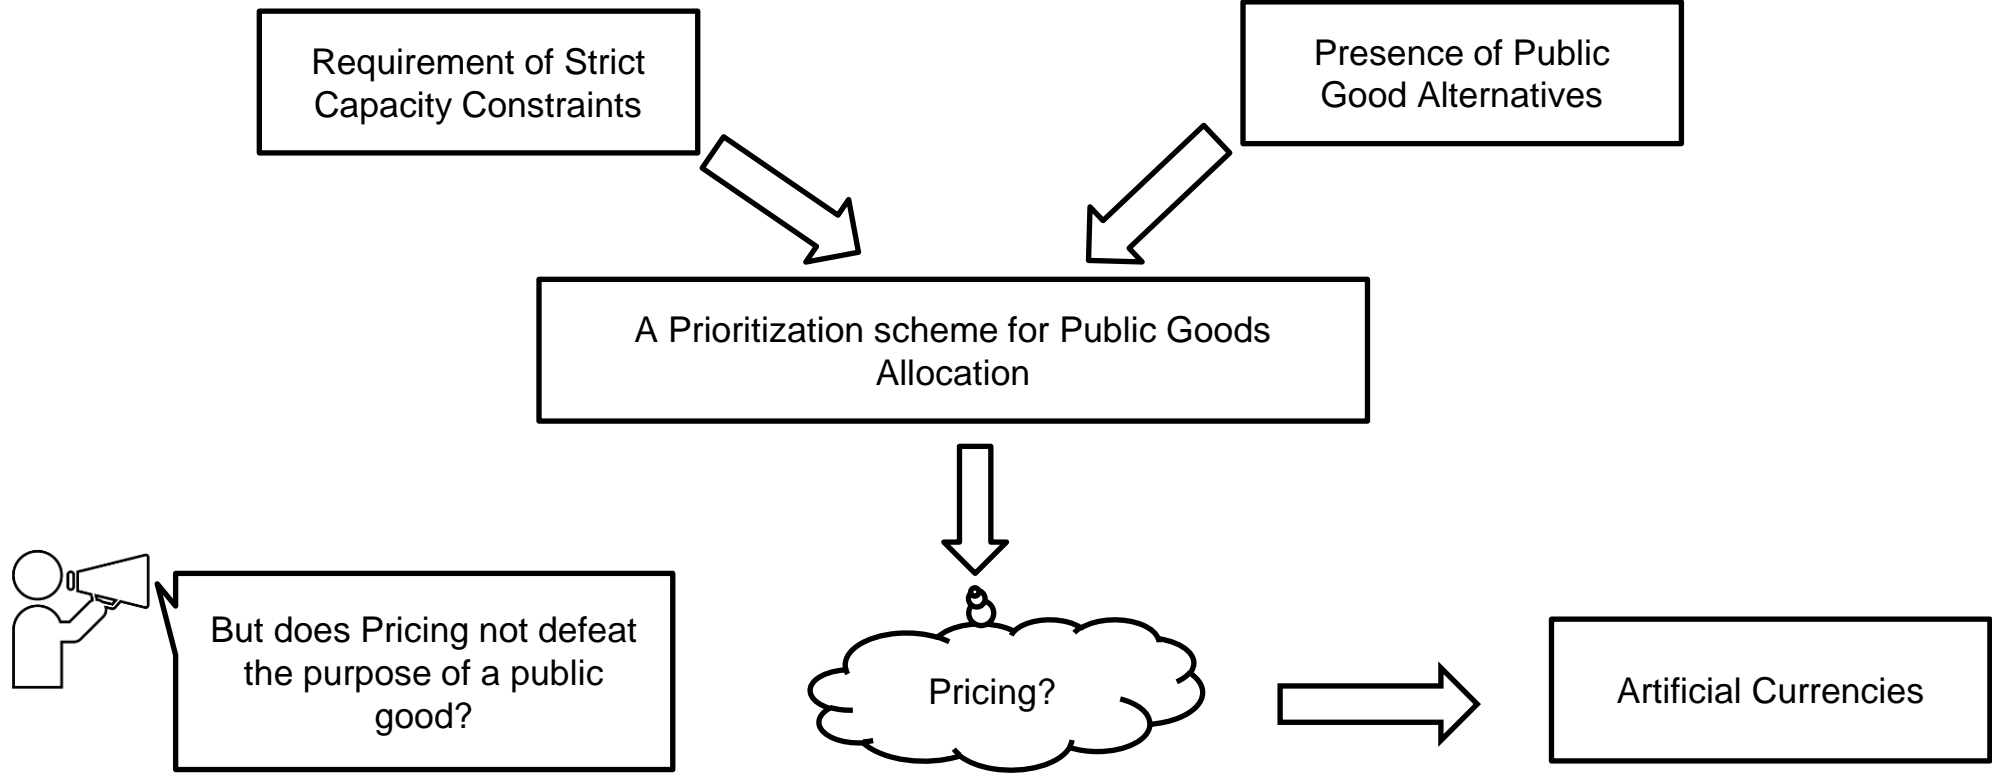 Requirement of Strict
Capacity Constraints
Presence of Public
Good Alternatives
A Prioritization scheme for Public Goods
Allocation
But does Pricing not defeat
the purpose of a public
good?
Pricing?
Artificial Currencies